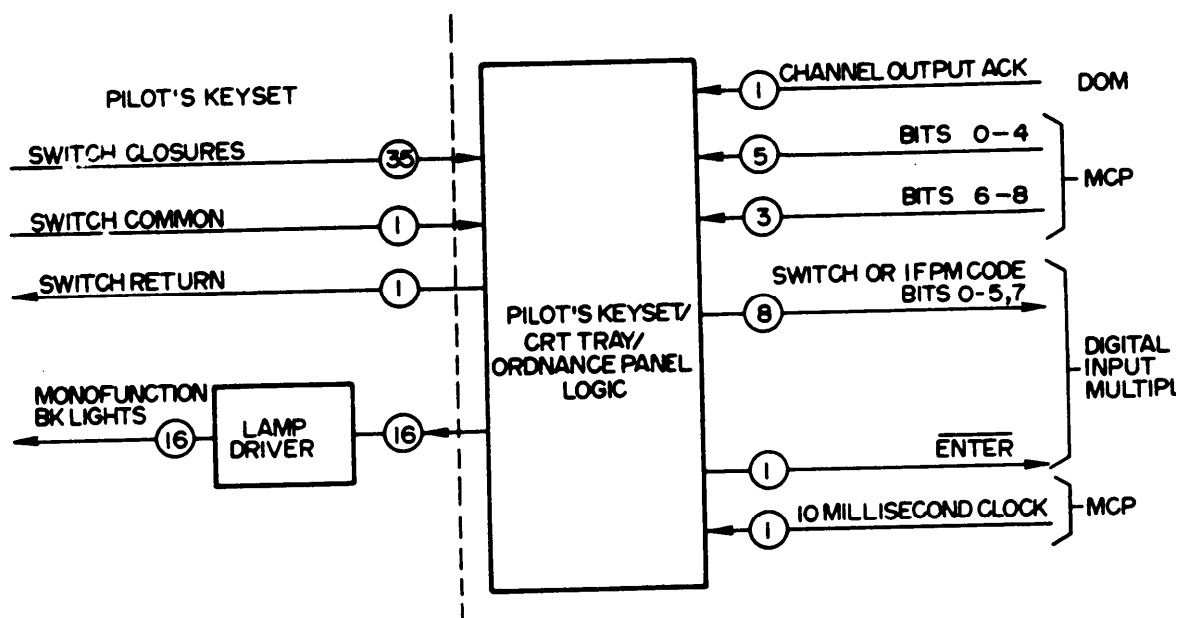 PILOT'S KEYSET
SWITCH CLOSURES
35
SWITCH COMMON
1
SWITCH RETURN
1
MONOFUNCTION
BK LIGHTS
16
LAMP
DRIVER
16
PILOT'S KEYSET/
CRT TRAY/
ORDNANCE PANEL
LOGIC
CHANNEL OUTPUT ACK
1
DOM
BITS 0-4
5
BITS 6-8
3
MCP
SWITCH OR IFPM CODE
BITS 0-5,7
8
DIGITAL
INPUT
MULTIPL
ENTER
1
10 MILLISECOND CLOCK
1
MCP